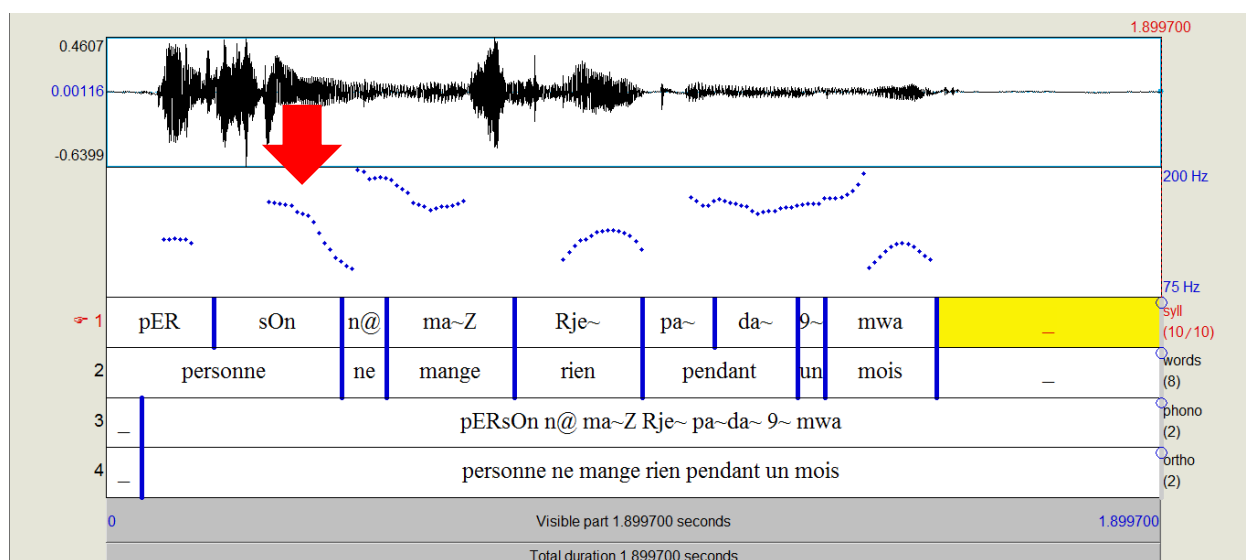 1.899700
0.4607
0.00116
-0.6399
200 Hz
75 Hz
1 pER sOn n@ ma~Z Rje~ pa~ da~ 9~ mwa _ syll (10/10)
2 personne ne mange rien pendant un mois _ words (8)
3 _ pERsOn n@ ma~Z Rje~ pa~da~ 9~ mwa phono (2)
4 _ personne ne mange rien pendant un mois ortho (2)
0 Visible part 1.899700 seconds 1.899700
Total duration 1.899700 seconds